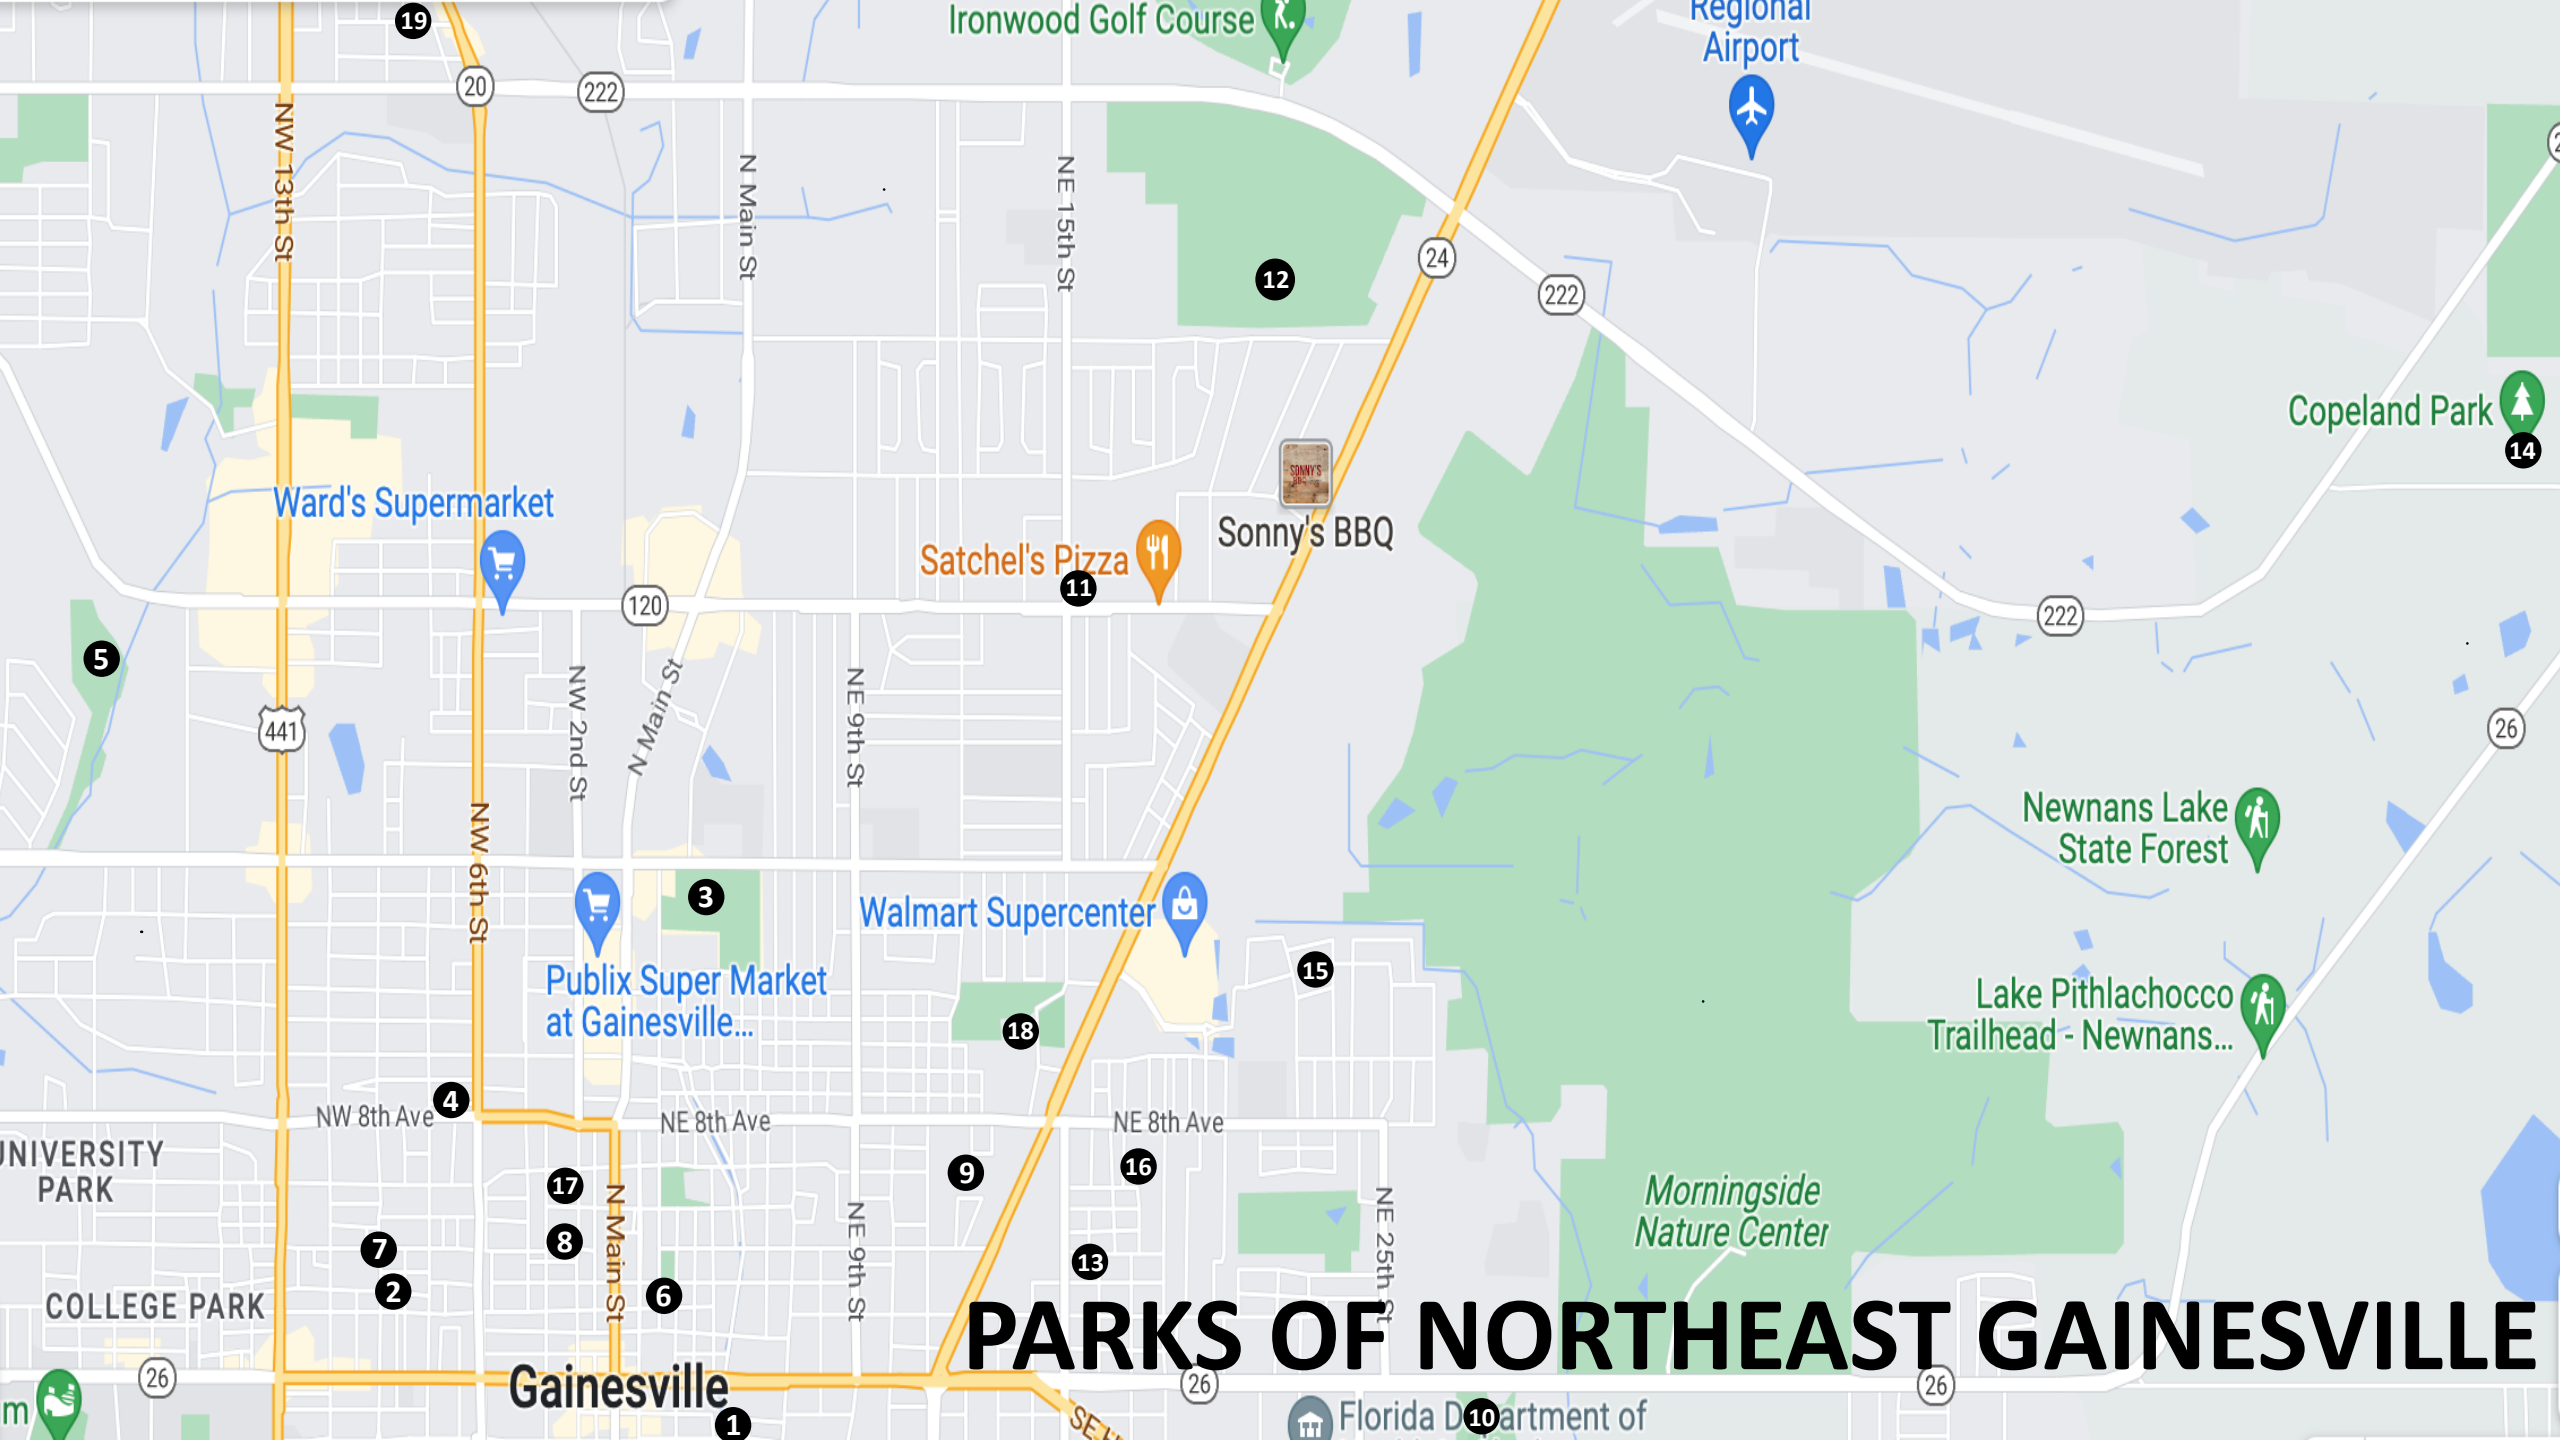 19
Ironwood Golf Course
Regional
Airport
20
222
NW 13th St
N Main St
NE 15th St
24
12
222
Copeland Park
14
Ward's Supermarket
SONNY'S
BBQ
Sonny's BBQ
Satchel's Pizza
11
120
222
5
NW 2nd St
N Main St
NE 9th St
441
26
NW 6th St
Newnans Lake
State Forest
3
Walmart Supercenter
15
Publix Super Market
at Gainesville...
18
Lake Pithlachocco
Trailhead - Newnans...
4
NW 8th Ave
NE 8th Ave
NE 8th Ave
UNIVERSITY
PARK
9
16
17
N Main St
NE 9th St
NE 25th St
Morningside
Nature Center
7
8
13
2
6
COLLEGE PARK
PARKS OF NORTHEAST GAINESVILLE
26
Gainesville
26
26
1
SE H
Florida Department of
10
m